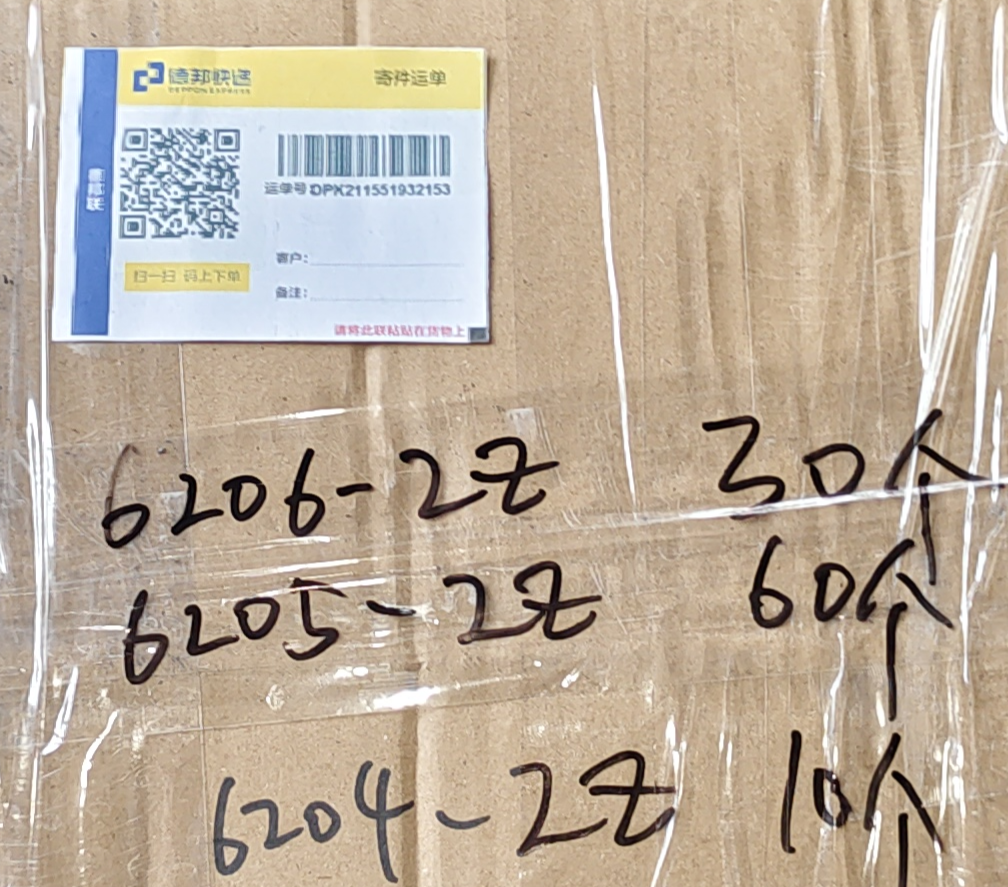 德邦快递
DEPPON EXPRESS
寄件运单
德邦联
运单号:DPK211551932153
客户:
扫一扫 码上下单
备注:
请将此联粘贴在货物上
6206-2Z 30个
6205-2Z 60个
6204-2Z 10个